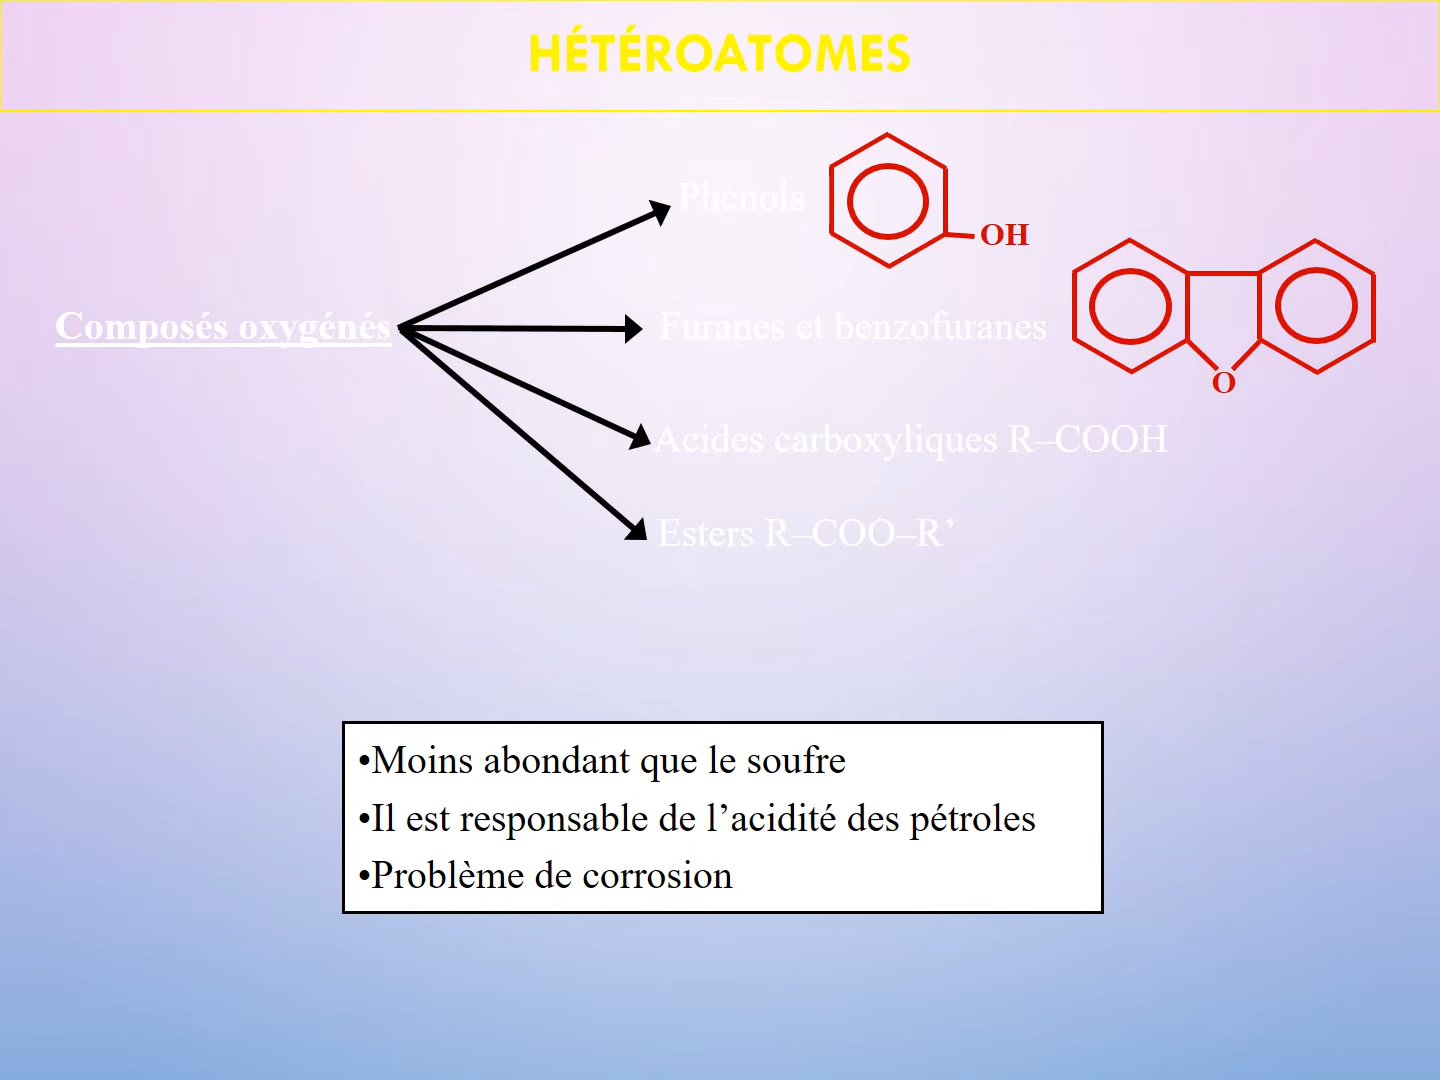 HÉTÉROATOMES
Phénols
OH
Composés oxygénés
Furanes et benzofuranes
O
Acides carboxyliques R–COOH
Esters R–COO–R’
•Moins abondant que le soufre
•Il est responsable de l’acidité des pétroles
•Problème de corrosion